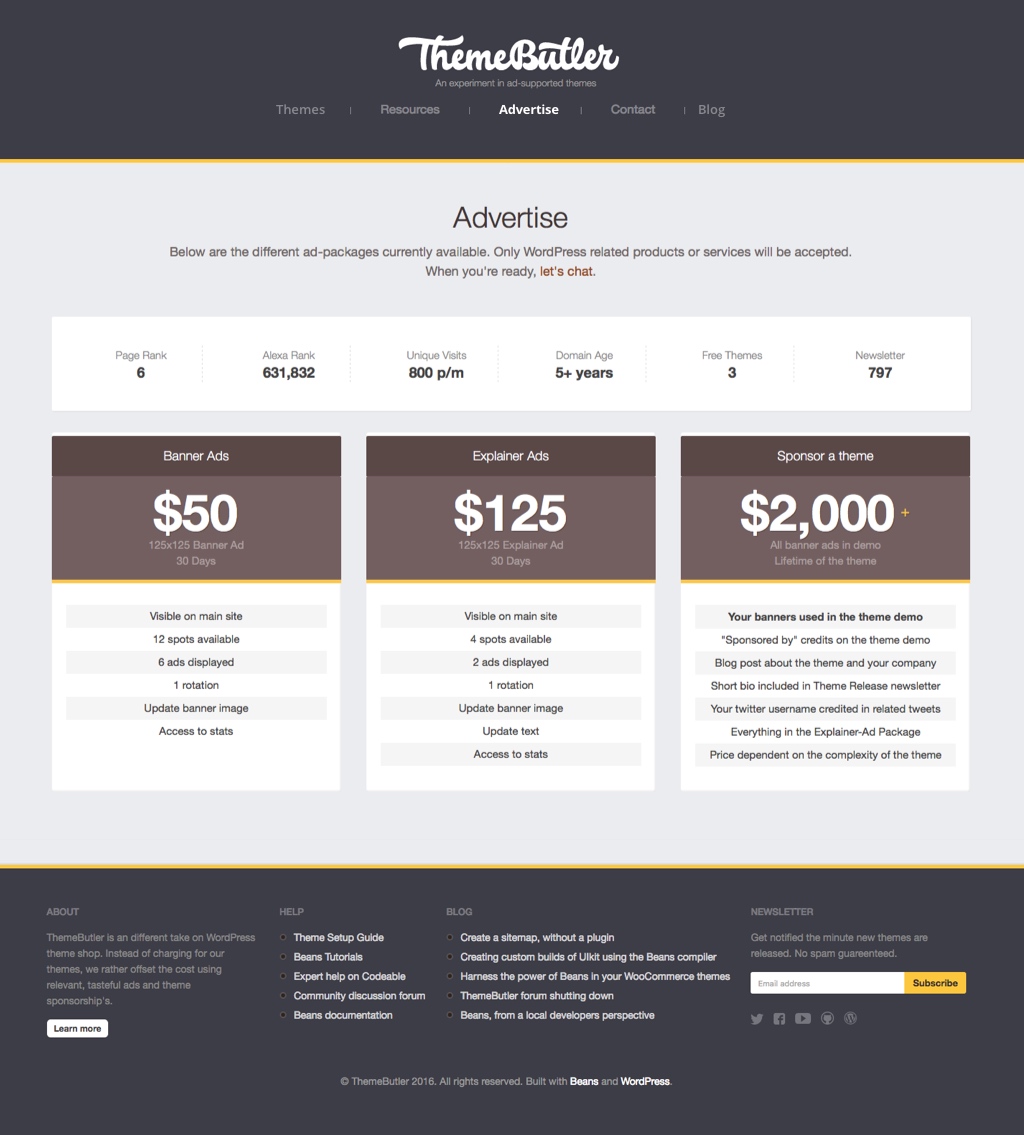 ThemeButler
An experiment in ad-supported themes
Themes
Resources
Advertise
Contact
Blog
Advertise
Below are the different ad-packages currently available. Only WordPress related products or services will be accepted.
When you're ready, let's chat.
Page Rank
6
Alexa Rank
631,832
Unique Visits
800 p/m
Domain Age
5+ years
Free Themes
3
Newsletter
797
Banner Ads
$50
125x125 Banner Ad
30 Days
Visible on main site
12 spots available
6 ads displayed
1 rotation
Update banner image
Access to stats
Explainer Ads
$125
125x125 Explainer Ad
30 Days
Visible on main site
4 spots available
2 ads displayed
1 rotation
Update banner image
Update text
Access to stats
Sponsor a theme
$2,000 +
All banner ads in demo
Lifetime of the theme
Your banners used in the theme demo
"Sponsored by" credits on the theme demo
Blog post about the theme and your company
Short bio included in Theme Release newsletter
Your twitter username credited in related tweets
Everything in the Explainer-Ad Package
Price dependent on the complexity of the theme
ABOUT
ThemeButler is an different take on WordPress
theme shop. Instead of charging for our
themes, we rather offset the cost using
relevant, tasteful ads and theme
sponsorship's.
Learn more
HELP
Theme Setup Guide
Beans Tutorials
Expert help on Codeable
Community discussion forum
Beans documentation
BLOG
Create a sitemap, without a plugin
Creating custom builds of UIkit using the Beans compiler
Harness the power of Beans in your WooCommerce themes
ThemeButler forum shutting down
Beans, from a local developers perspective
NEWSLETTER
Get notified the minute new themes are
released. No spam guareenteed.
Email address
Subscribe
© ThemeButler 2016. All rights reserved. Built with Beans and WordPress.